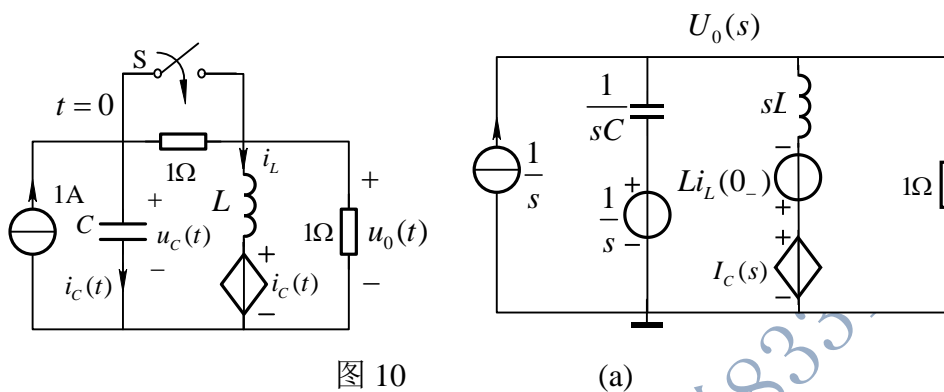 S
t = 0
1Ω
i_L
1A
C
+
u_C(t)
−
i_C(t)
L
+
i_C(t)
−
1Ω
+
u_0(t)
−
图 10
U_0(s)
1/s
1/sC
+
1/s
−
sL
−
Li_L(0_−)
+
+
I_C(s)
−
1Ω
(a)